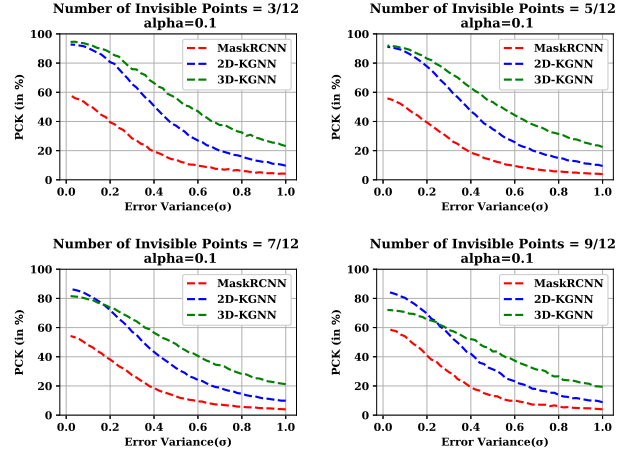 Number of Invisible Points = 3/12
alpha=0.1
100
80
60
40
20
0
PCK (in %)
MaskRCNN
2D-KGNN
3D-KGNN
0.0 0.2 0.4 0.6 0.8 1.0
Error Variance(σ)
Number of Invisible Points = 5/12
alpha=0.1
100
80
60
40
20
0
PCK (in %)
MaskRCNN
2D-KGNN
3D-KGNN
0.0 0.2 0.4 0.6 0.8 1.0
Error Variance(σ)
Number of Invisible Points = 7/12
alpha=0.1
100
80
60
40
20
0
PCK (in %)
MaskRCNN
2D-KGNN
3D-KGNN
0.0 0.2 0.4 0.6 0.8 1.0
Error Variance(σ)
Number of Invisible Points = 9/12
alpha=0.1
100
80
60
40
20
0
PCK (in %)
MaskRCNN
2D-KGNN
3D-KGNN
0.0 0.2 0.4 0.6 0.8 1.0
Error Variance(σ)